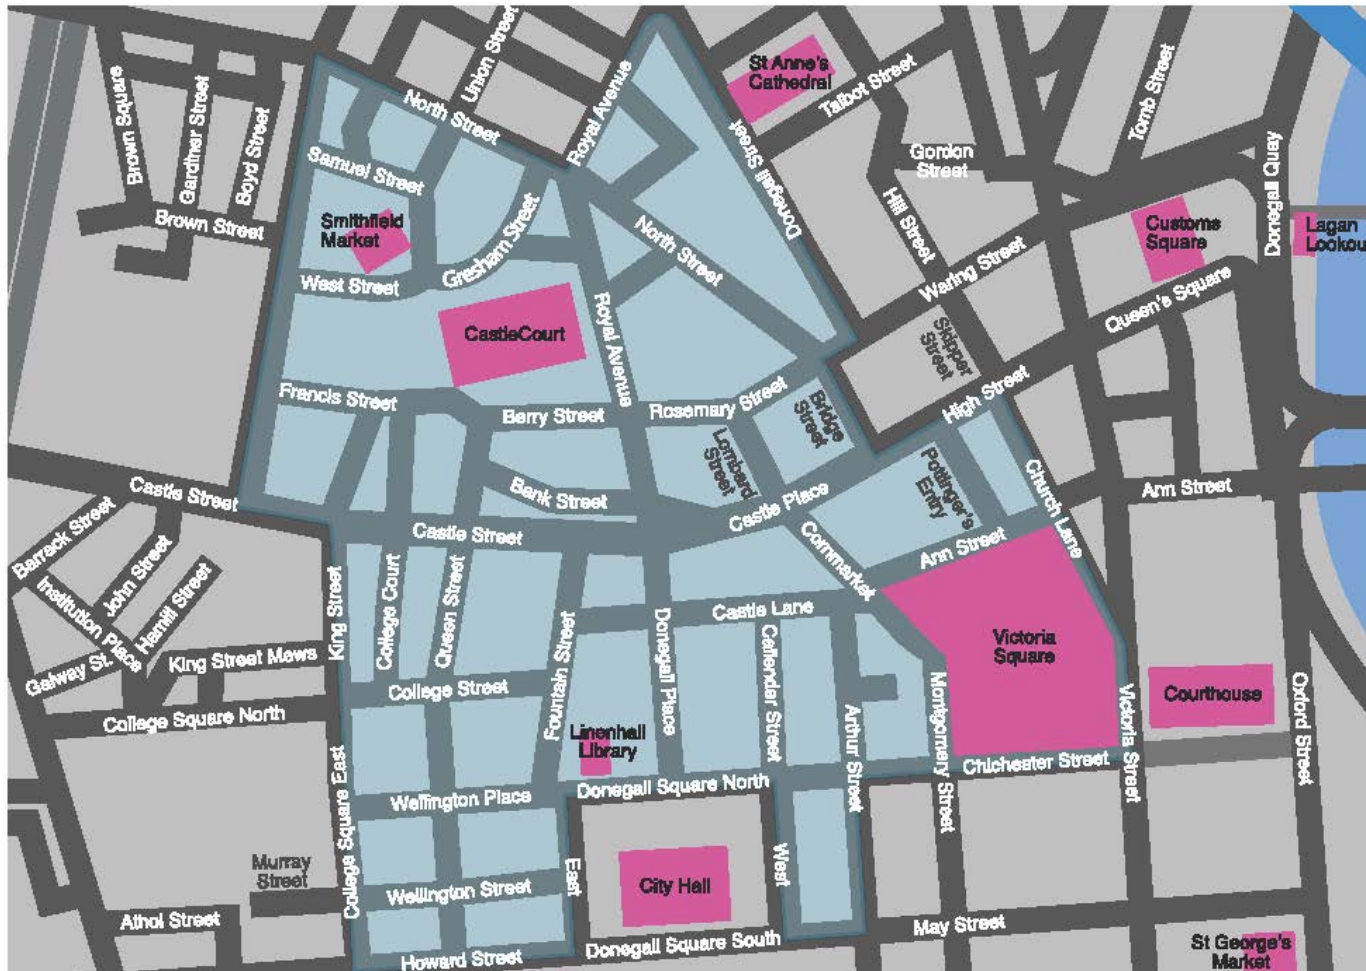 Union Street
Royal Avenue
St Anne's
Cathedral
Talbot Street
Tomb Street
Brown Square
Gardtner Street
Boyd Street
North Street
Samuel Street
Donegall Street
Gordon
Street
Donegall Quay
Brown Street
Smithfield
Market
Gresham Street
North Street
Hill Street
Waring Street
Customs
Square
Lagan
Lookou
West Street
CastleCourt
Royal Avenue
Queen's Square
Skipper
Street
Francis Street
Berry Street
Rosemary Street
Bridge
Street
High Street
Lombard
Street
Pottinger's
Entry
Church Lane
Castle Street
Bank Street
Castle Place
Ann Street
Barrack Street
Castle Street
Cornmarket
Ann Street
John Street
Hamill Street
Institution Place
King Street
College Court
Queen Street
Castle Lane
Fountain Street
Donegall Place
Callendar Street
Victoria
Square
Galway St.
King Street Mews
College Street
Montgomery Street
Courthouse
Oxford Street
College Square North
Linenhall
Library
Arthur Street
Victoria Street
College Square East
Wellington Place
Donegall Square North
Chichester Street
Murray
Street
Wellington Street
East
City Hall
West
Athol Street
May Street
Howard Street
Donegall Square South
St George's
Market